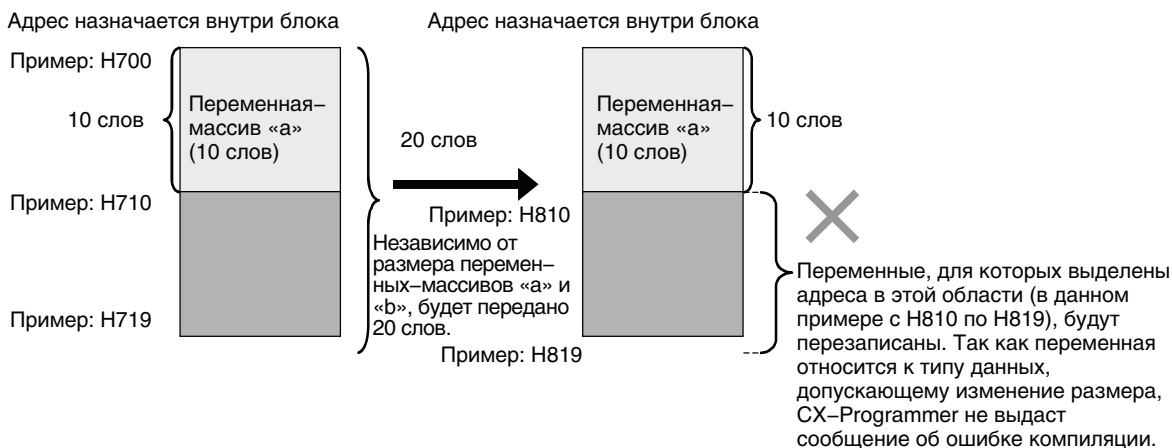 Адрес назначается внутри блока
Адрес назначается внутри блока
Пример: H700
10 слов
Переменная–
массив «a»
(10 слов)
Пример: H710
Пример: H719
20 слов
Независимо от
размера перемен–
ных–массивов «a» и
«b», будет передано
20 слов.
Переменная–
массив «a»
(10 слов)
10 слов
Пример: H810
Пример: H819
Переменные, для которых выделены
адреса в этой области (в данном
примере с H810 по H819), будут
перезаписаны. Так как переменная
относится к типу данных,
допускающему изменение размера,
CX–Programmer не выдаст
сообщение об ошибке компиляции.